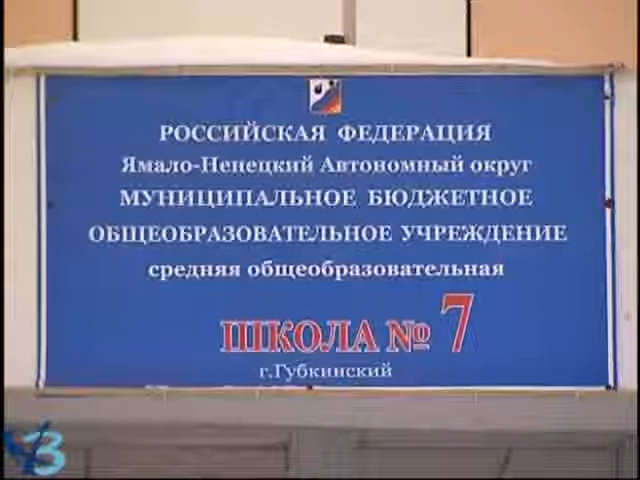 РОССИЙСКАЯ ФЕДЕРАЦИЯ
Ямало-Ненецкий Автономный округ
МУНИЦИПАЛЬНОЕ БЮДЖЕТНОЕ
ОБЩЕОБРАЗОВАТЕЛЬНОЕ УЧРЕЖДЕНИЕ
средняя общеобразовательная
ШКОЛА № 7
г.Губкинский